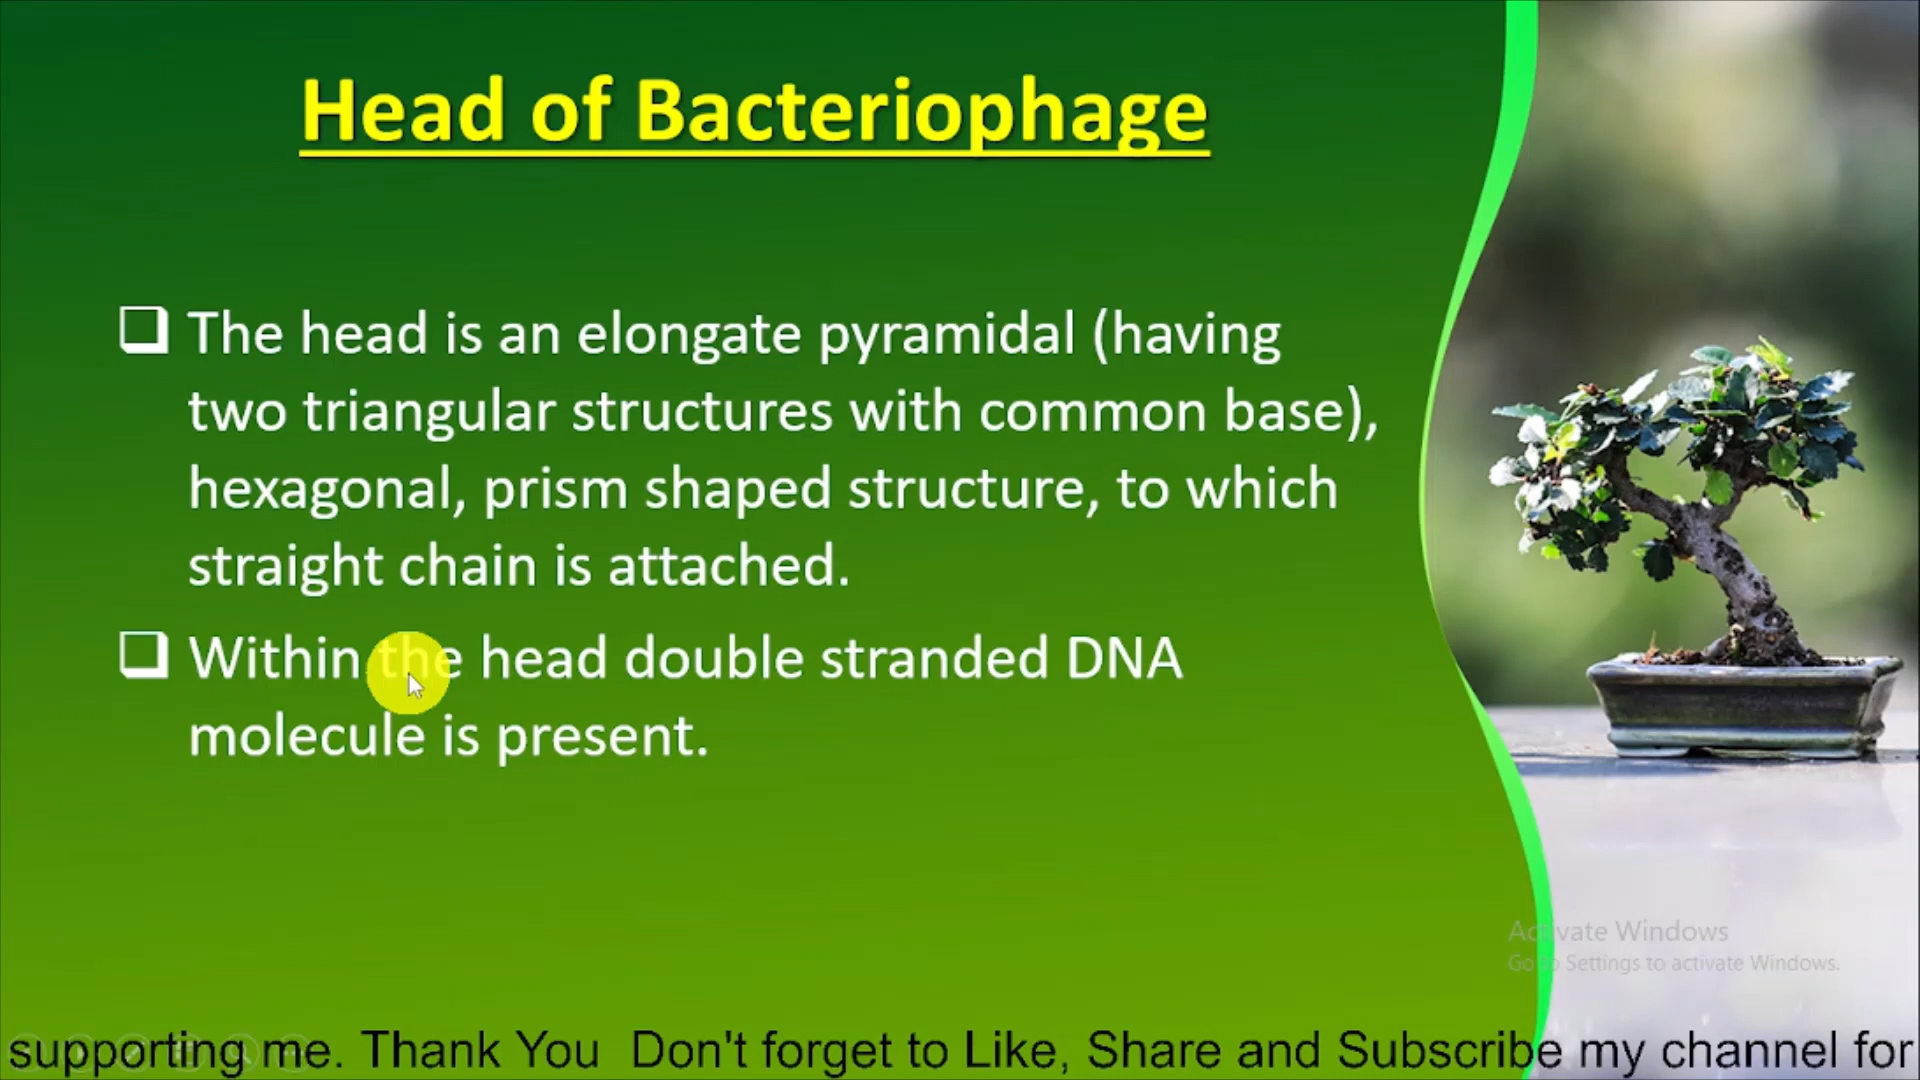 Head of Bacteriophage
The head is an elongate pyramidal (having
two triangular structures with common base),
hexagonal, prism shaped structure, to which
straight chain is attached.
Within the head double stranded DNA
molecule is present.
Activate Windows
Go to Settings to activate Windows.
supporting me. Thank You  Don't forget to Like, Share and Subscribe my channel for